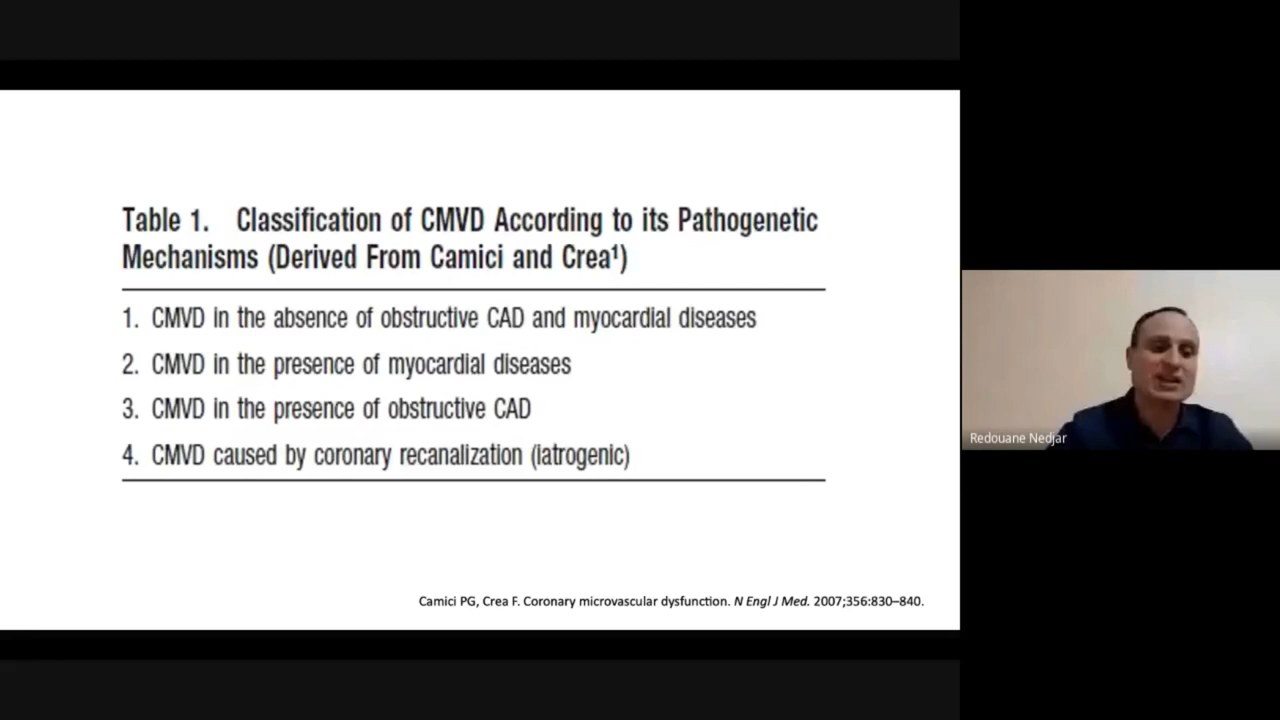 Table 1. Classification of CMVD According to its Pathogenetic
Mechanisms (Derived From Camici and Crea¹)
1. CMVD in the absence of obstructive CAD and myocardial diseases
2. CMVD in the presence of myocardial diseases
3. CMVD in the presence of obstructive CAD
4. CMVD caused by coronary recanalization (iatrogenic)
Camici PG, Crea F. Coronary microvascular dysfunction. N Engl J Med. 2007;356:830–840.
Redouane Nedjar